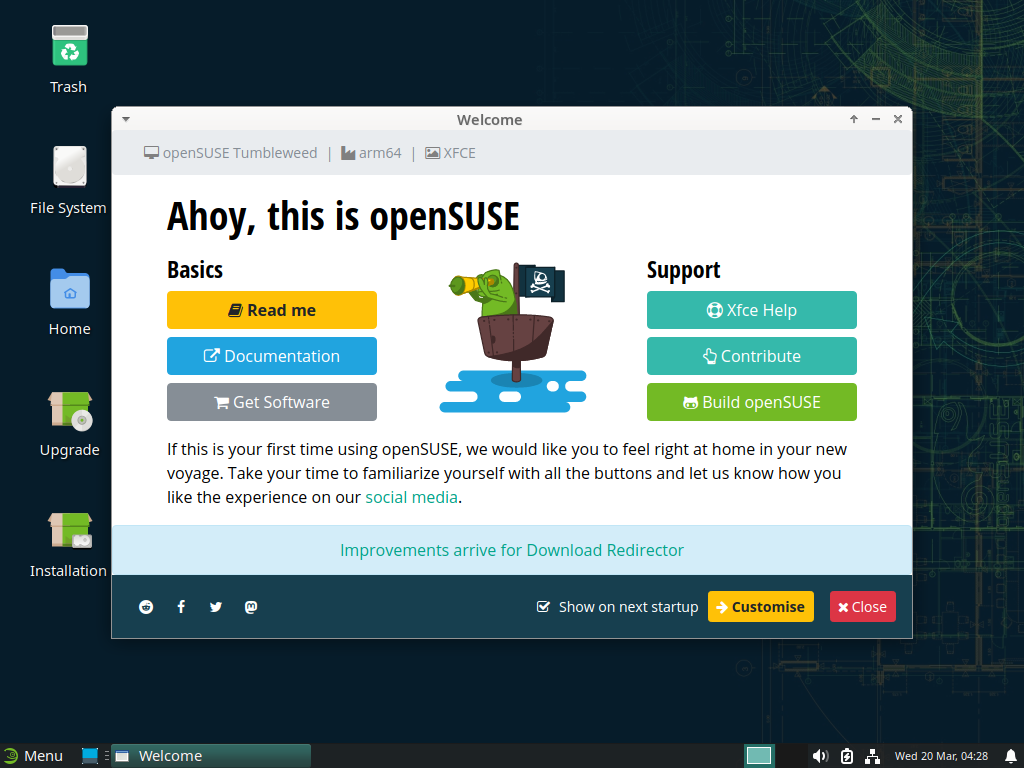 Trash
File System
Home
Upgrade
Installation
Welcome
openSUSE Tumbleweed | arm64 | XFCE
Ahoy, this is openSUSE
Basics
Read me
Documentation
Get Software
Support
Xfce Help
Contribute
Build openSUSE
If this is your first time using openSUSE, we would like you to feel right at home in your new
voyage. Take your time to familiarize yourself with all the buttons and let us know how you
like the experience on our social media.
Improvements arrive for Download Redirector
Show on next startup
Customise
Close
Menu
Welcome
Wed 20 Mar, 04:28